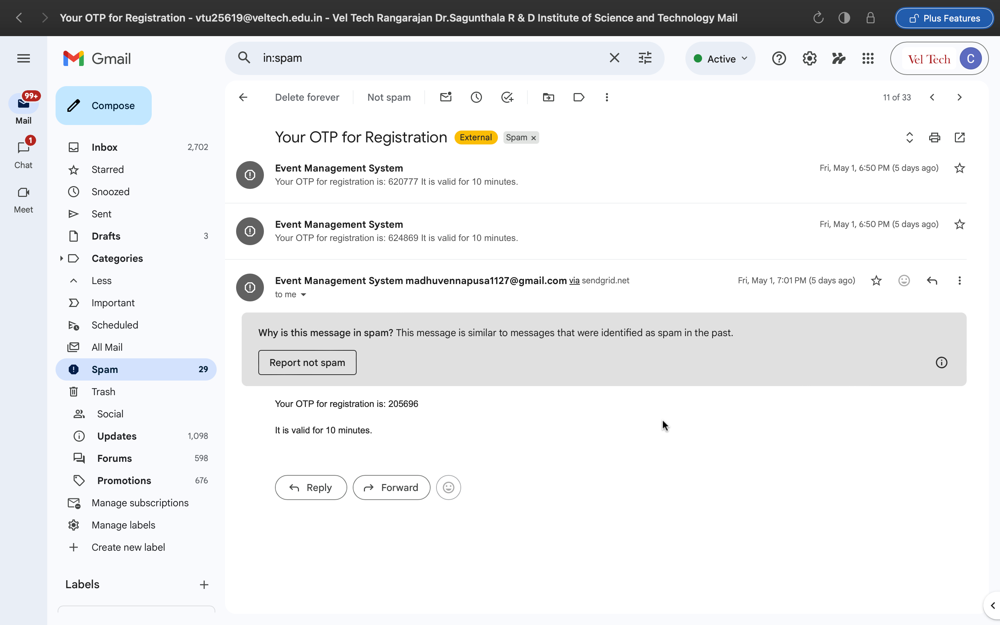 Your OTP for Registration - vtu25619@veltech.edu.in - Vel Tech Rangarajan Dr.Sagunthala R & D Institute of Science and Technology Mail
Plus Features
Gmail
in:spam
Active
Vel Tech
C
99+
Mail
1
Chat
Meet
Compose
Inbox 2,702
Starred
Snoozed
Sent
Drafts 3
Categories
Less
Important
Scheduled
All Mail
Spam 29
Trash
Social
Updates 1,098
Forums 598
Promotions 676
Manage subscriptions
Manage labels
Create new label
Labels
Delete forever
Not spam
11 of 33
Your OTP for Registration External Spam ×
Event Management System Fri, May 1, 6:50 PM (5 days ago)
Your OTP for registration is: 620777 It is valid for 10 minutes.
Event Management System Fri, May 1, 6:50 PM (5 days ago)
Your OTP for registration is: 624869 It is valid for 10 minutes.
Event Management System madhuvennapusa1127@gmail.com via sendgrid.net Fri, May 1, 7:01 PM (5 days ago)
to me
Why is this message in spam? This message is similar to messages that were identified as spam in the past.
Report not spam
Your OTP for registration is: 205696
It is valid for 10 minutes.
Reply
Forward